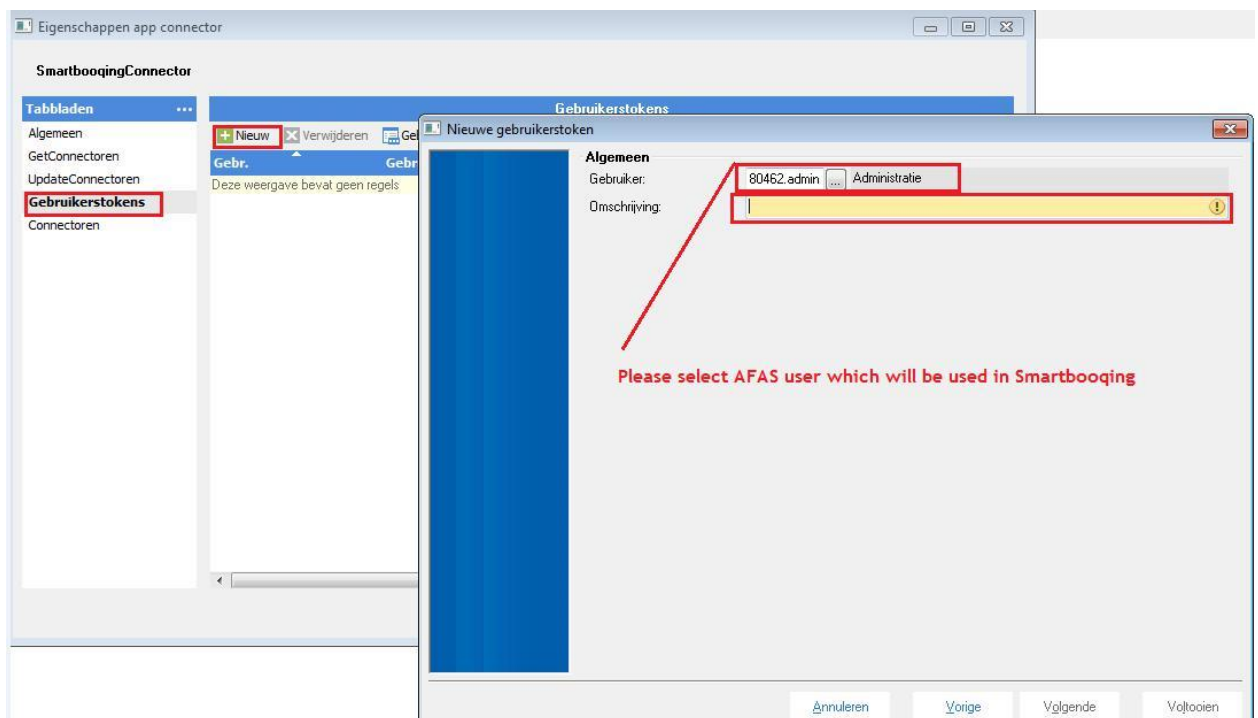 Eigenschappen app connector
SmartbooqingConnector
Tabbladen ...
Algemeen
GetConnectoren
UpdateConnectoren
Gebruikerstokens
Connectoren
Gebruikerstokens
Nieuw Verwijderen Gel
Gebr. Gebr
Deze weergave bevat geen regels
Nieuwe gebruikerstoken
Algemeen
Gebruiker: 80462.admin ... Administratie
Omschrijving:
Please select AFAS user which will be used in Smartbooqing
Annuleren Vorige Volgende Voltooien